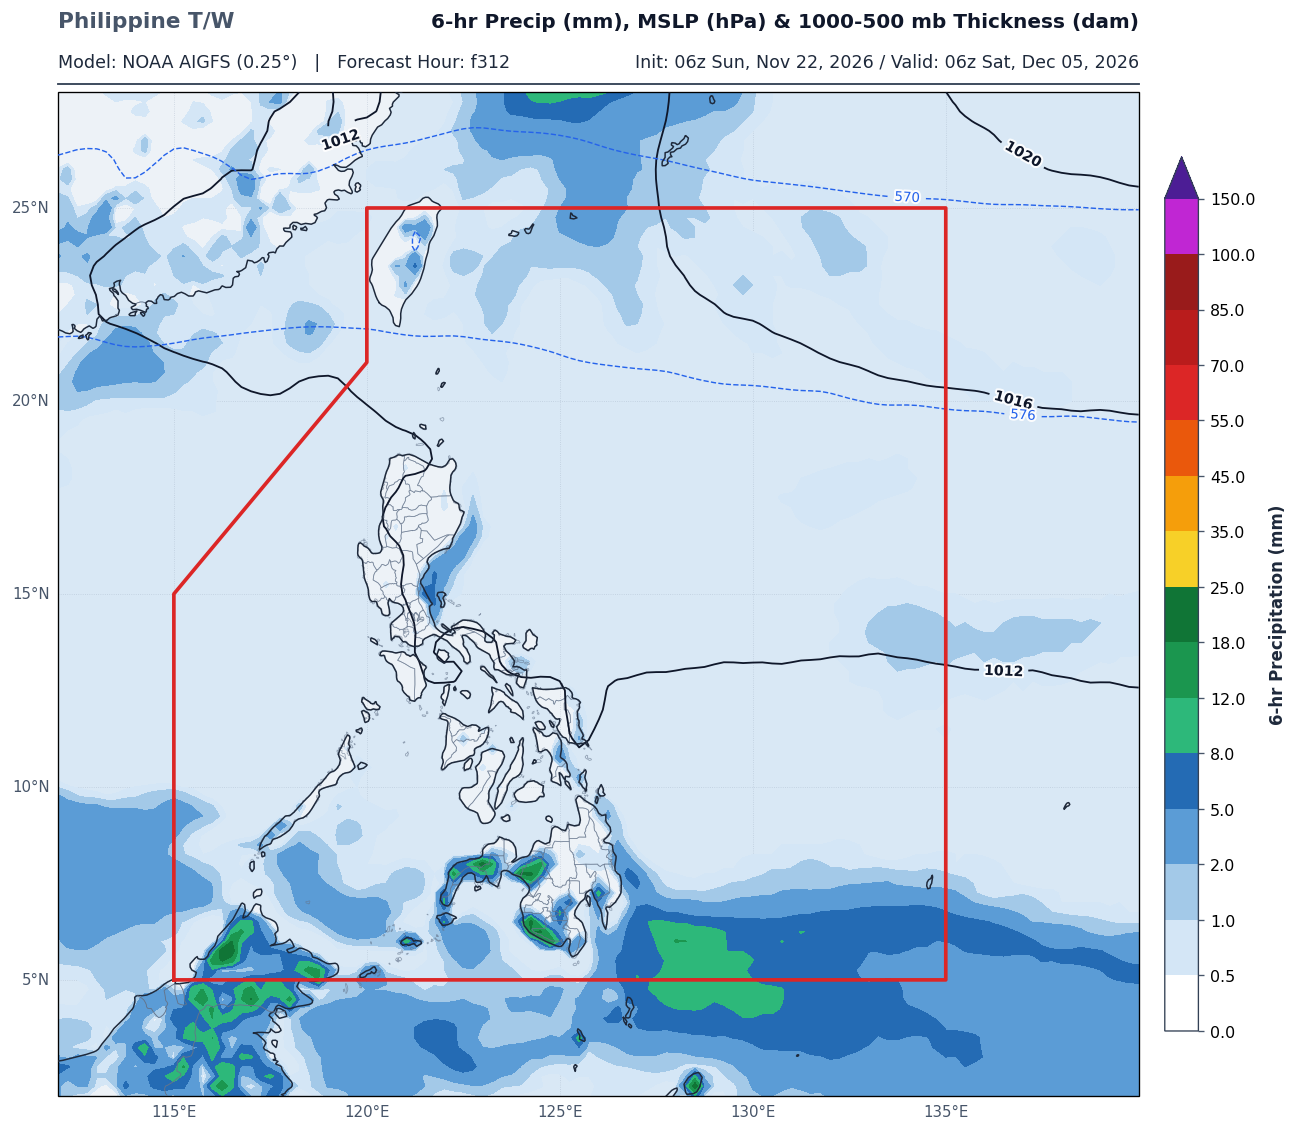 Philippine T/W
6-hr Precip (mm), MSLP (hPa) & 1000-500 mb Thickness (dam)
Model: NOAA AIGFS (0.25°) | Forecast Hour: f312
Init: 06z Sun, Nov 22, 2026 / Valid: 06z Sat, Dec 05, 2026
1012
1020
570
1016
576
1012
25°N
20°N
15°N
10°N
5°N
115°E
120°E
125°E
130°E
135°E
150.0
100.0
85.0
70.0
55.0
45.0
35.0
25.0
18.0
12.0
8.0
5.0
2.0
1.0
0.5
0.0
6-hr Precipitation (mm)